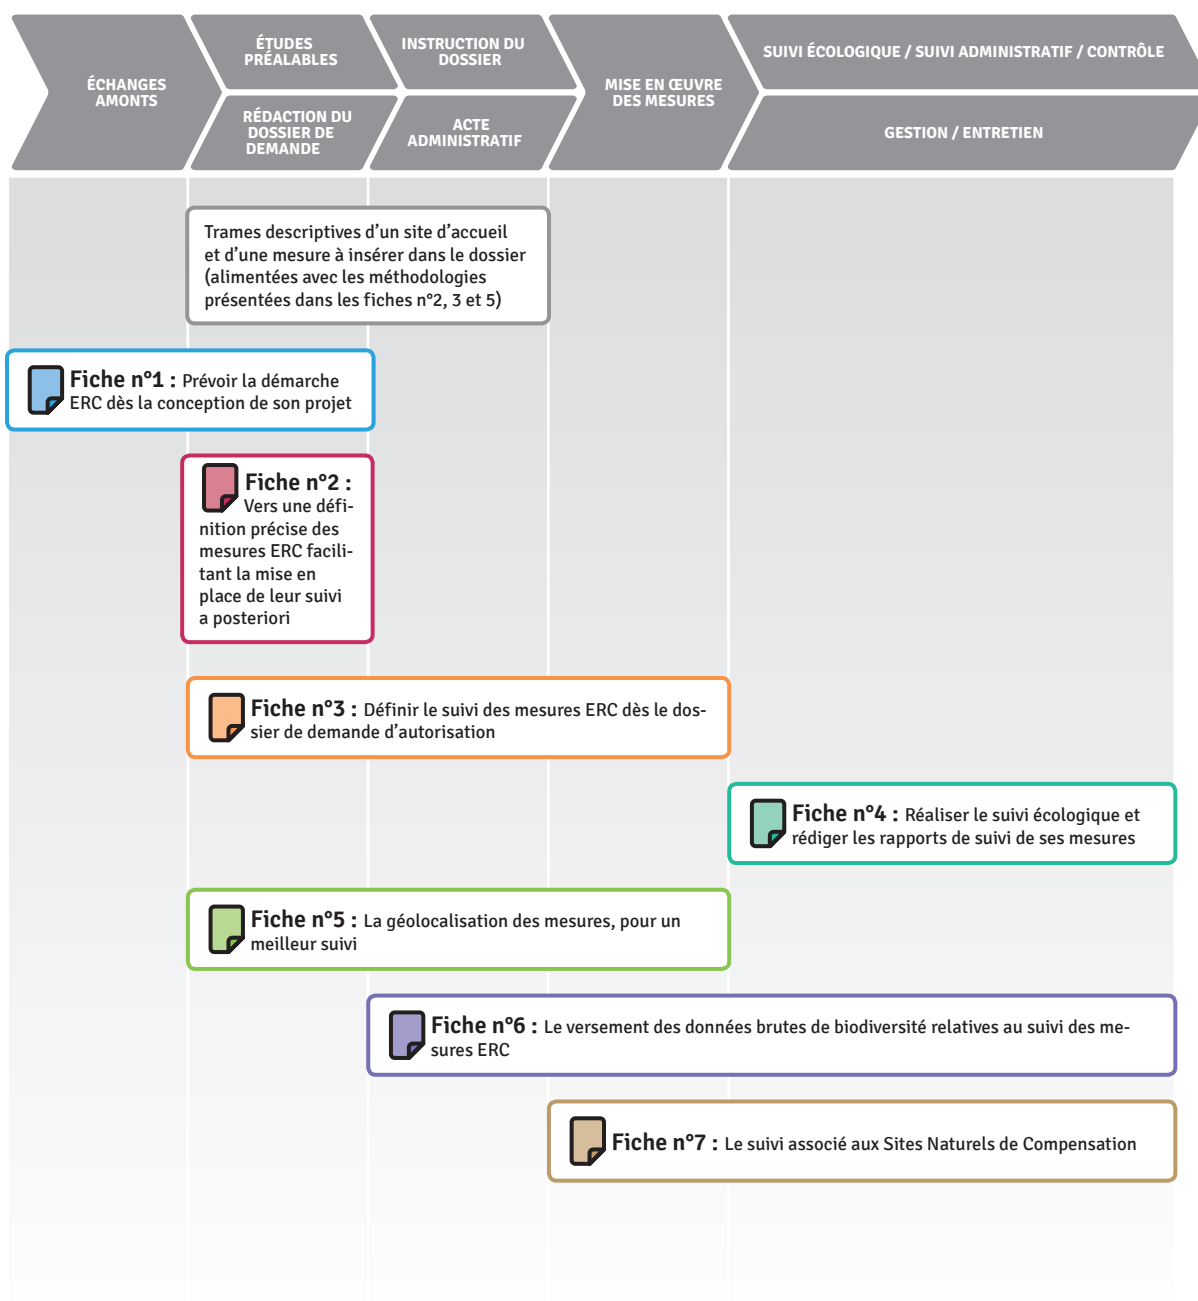 ÉCHANGES
AMONTS
ÉTUDES
PRÉALABLES
RÉDACTION DU
DOSSIER DE
DEMANDE
INSTRUCTION DU
DOSSIER
ACTE
ADMINISTRATIF
MISE EN ŒUVRE
DES MESURES
SUIVI ÉCOLOGIQUE / SUIVI ADMINISTRATIF / CONTRÔLE
GESTION / ENTRETIEN
Trames descriptives d’un site d’accueil
et d’une mesure à insérer dans le dossier
(alimentées avec les méthodologies
présentées dans les fiches n°2, 3 et 5)
Fiche n°1 : Prévoir la démarche
ERC dès la conception de son projet
Fiche n°2 :
Vers une défi-
nition précise des
mesures ERC facili-
tant la mise en
place de leur suivi
a posteriori
Fiche n°3 : Définir le suivi des mesures ERC dès le dos-
sier de demande d’autorisation
Fiche n°4 : Réaliser le suivi écologique et
rédiger les rapports de suivi de ses mesures
Fiche n°5 : La géolocalisation des mesures, pour un
meilleur suivi
Fiche n°6 : Le versement des données brutes de biodiversité relatives au suivi des me-
sures ERC
Fiche n°7 : Le suivi associé aux Sites Naturels de Compensation